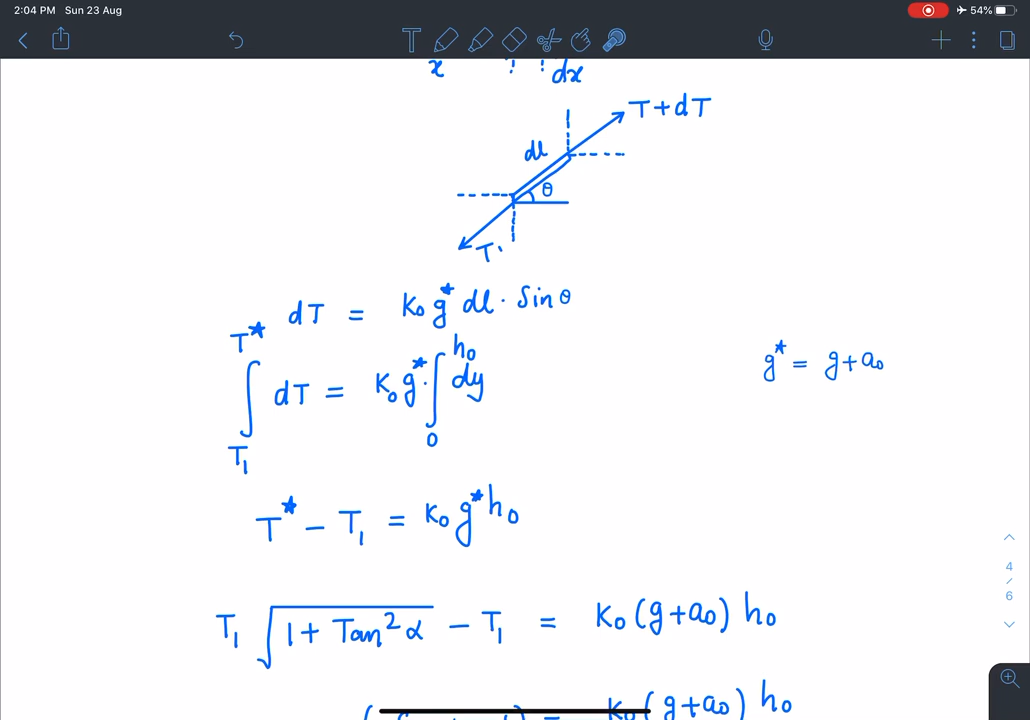 2:04 PM Sun 23 Aug 54%
x dx
T + dT
dl
θ
T
dT = K₀ g* dl · Sin θ
T* h₀
∫ dT = K₀ g* · ∫ dy g* = g + a₀
T₁ 0
T* − T₁ = K₀ g* h₀
4
/
6
T₁ √(1 + Tan² α) − T₁ = K₀ (g + a₀) h₀
= K₀ (g + a₀) h₀